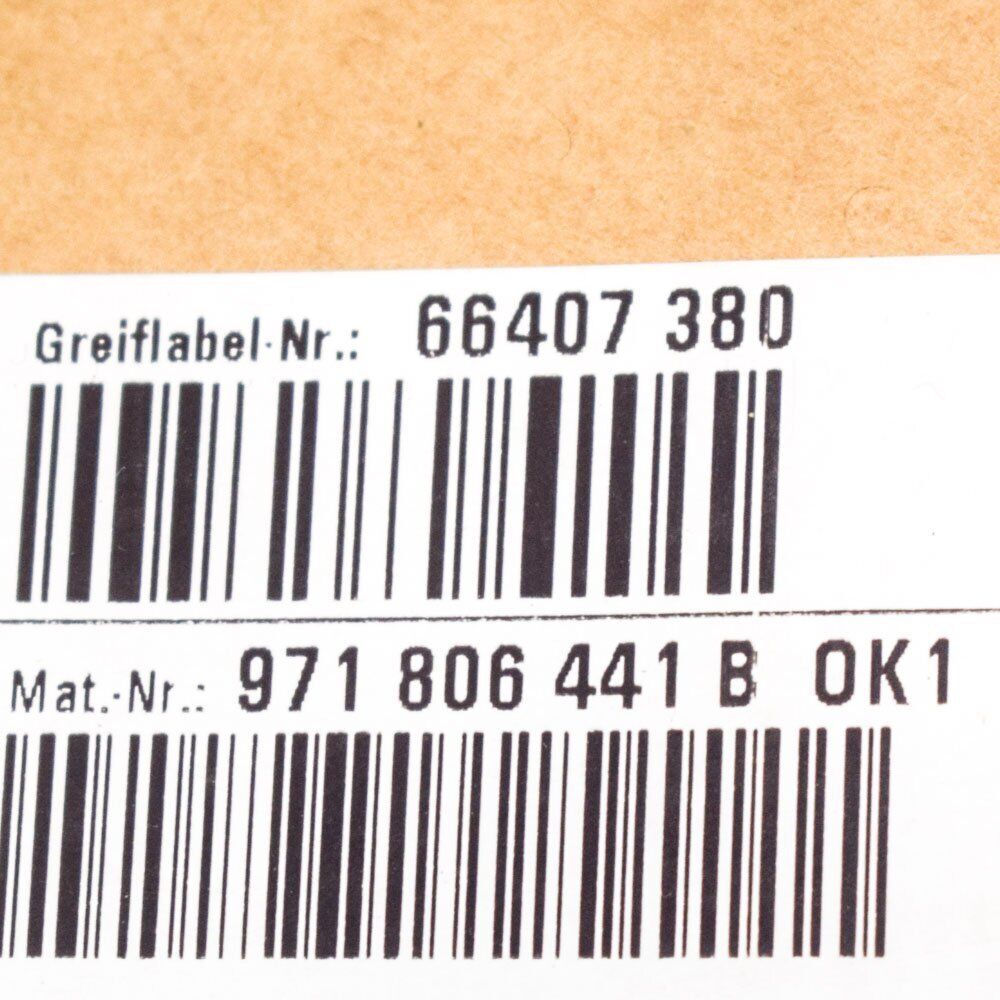 Greiflabel-Nr.: 66407 380
Mat.-Nr.: 971 806 441 B OK1